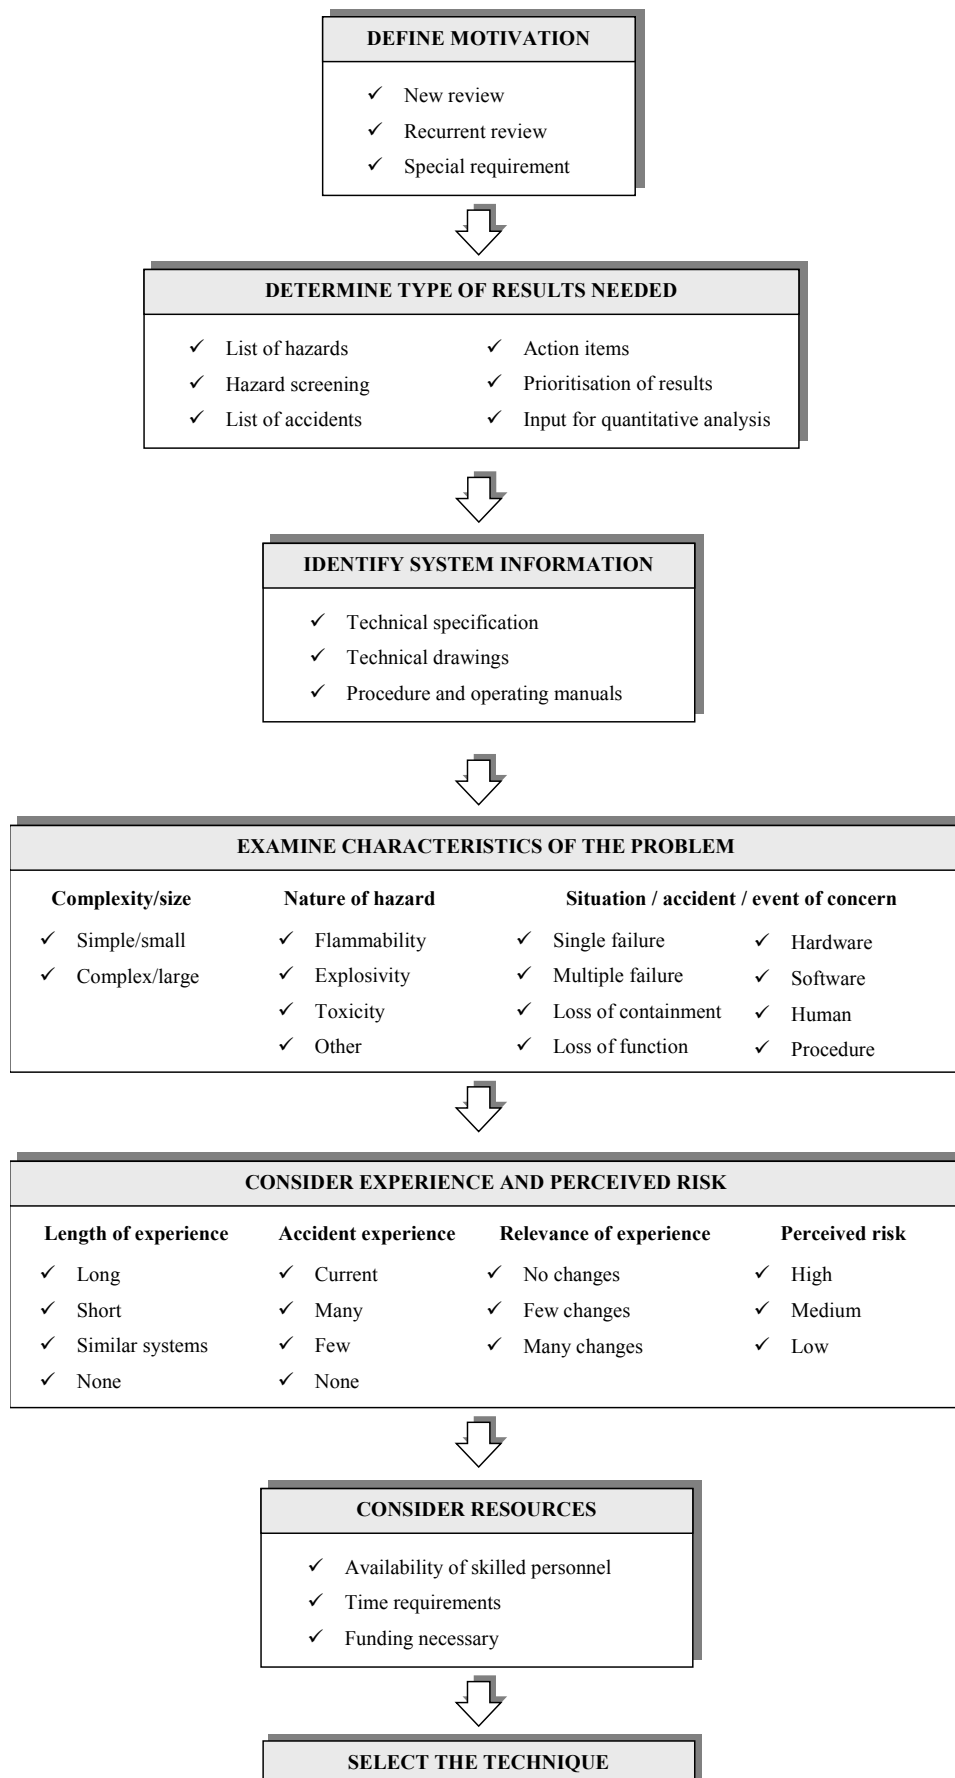 DEFINE MOTIVATION
✓ New review
✓ Recurrent review
✓ Special requirement
DETERMINE TYPE OF RESULTS NEEDED
✓ List of hazards
✓ Hazard screening
✓ List of accidents
✓ Action items
✓ Prioritisation of results
✓ Input for quantitative analysis
IDENTIFY SYSTEM INFORMATION
✓ Technical specification
✓ Technical drawings
✓ Procedure and operating manuals
EXAMINE CHARACTERISTICS OF THE PROBLEM
Complexity/size
✓ Simple/small
✓ Complex/large
Nature of hazard
✓ Flammability
✓ Explosivity
✓ Toxicity
✓ Other
Situation / accident / event of concern
✓ Single failure
✓ Multiple failure
✓ Loss of containment
✓ Loss of function
✓ Hardware
✓ Software
✓ Human
✓ Procedure
CONSIDER EXPERIENCE AND PERCEIVED RISK
Length of experience
✓ Long
✓ Short
✓ Similar systems
✓ None
Accident experience
✓ Current
✓ Many
✓ Few
✓ None
Relevance of experience
✓ No changes
✓ Few changes
✓ Many changes
Perceived risk
✓ High
✓ Medium
✓ Low
CONSIDER RESOURCES
✓ Availability of skilled personnel
✓ Time requirements
✓ Funding necessary
SELECT THE TECHNIQUE